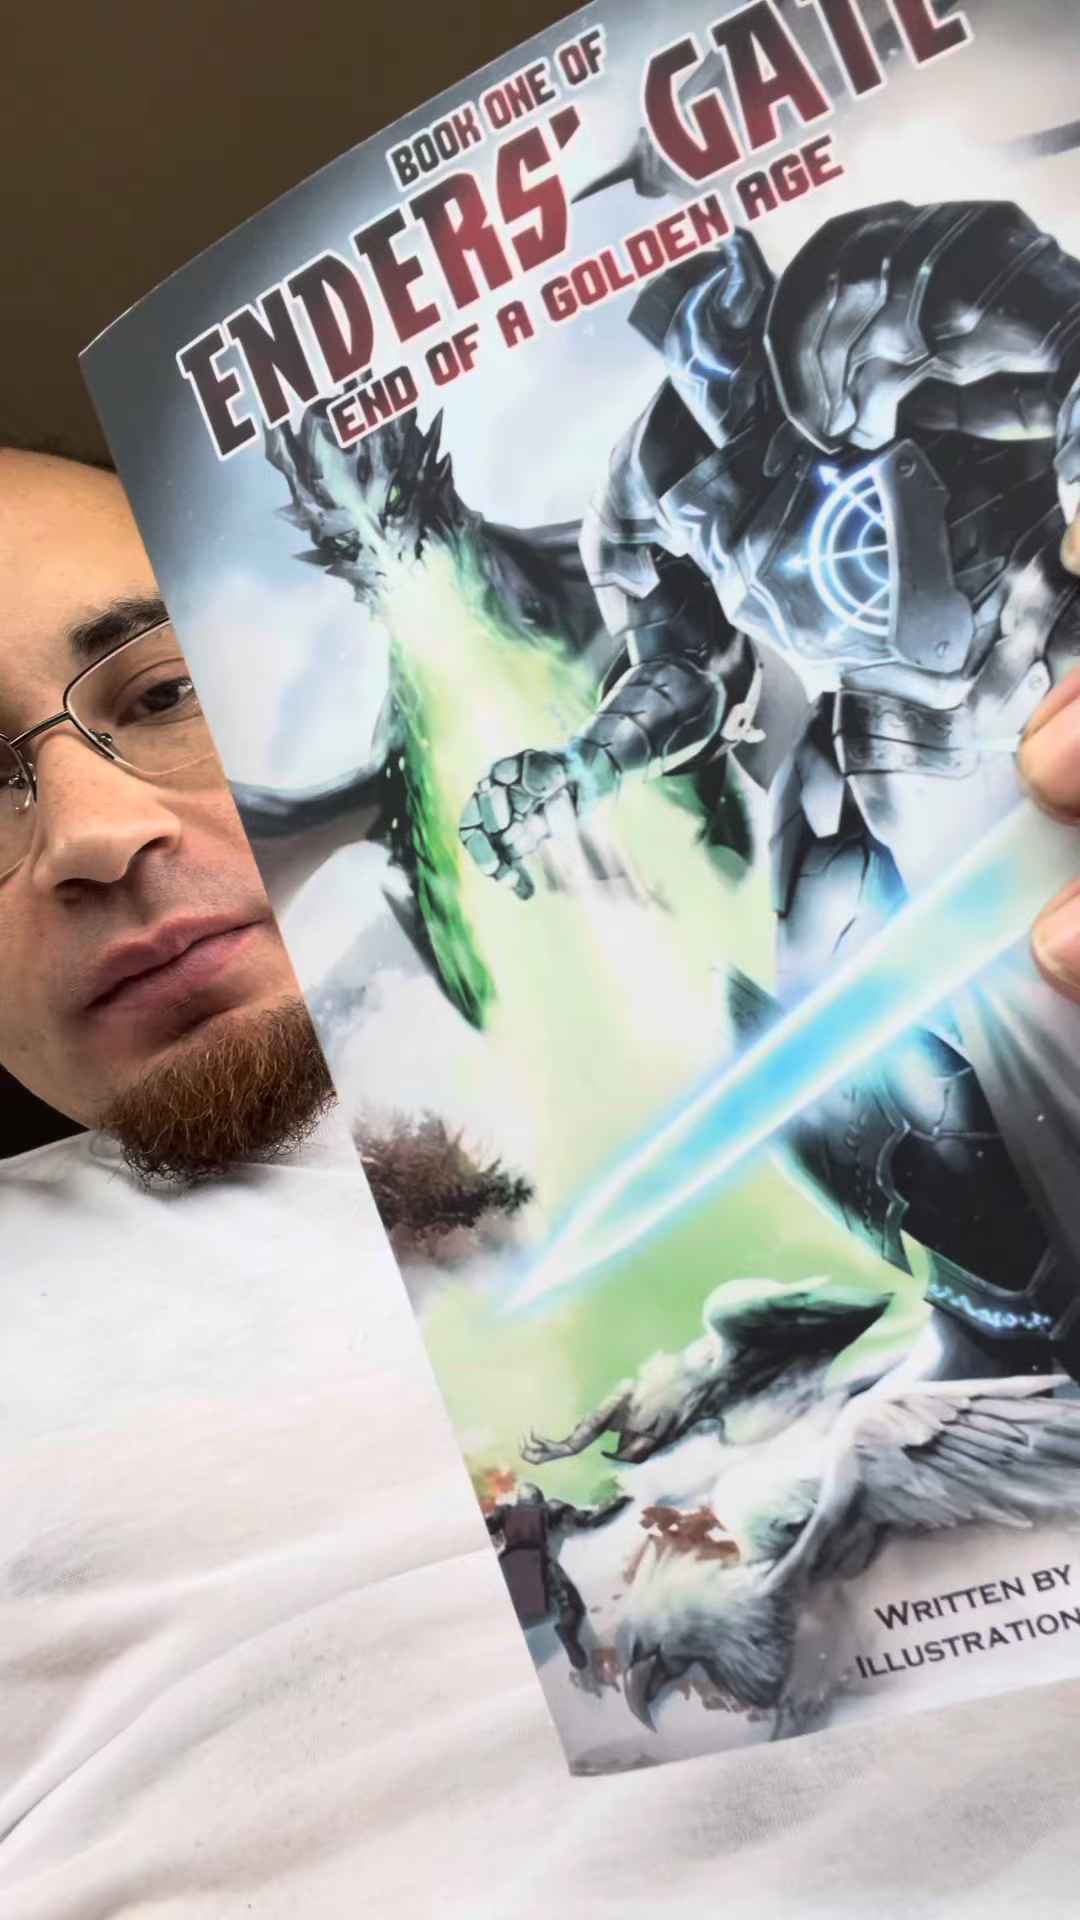 BOOK ONE OF
ENDERS' GATE
END OF A GOLDEN AGE
WRITTEN BY
ILLUSTRATION